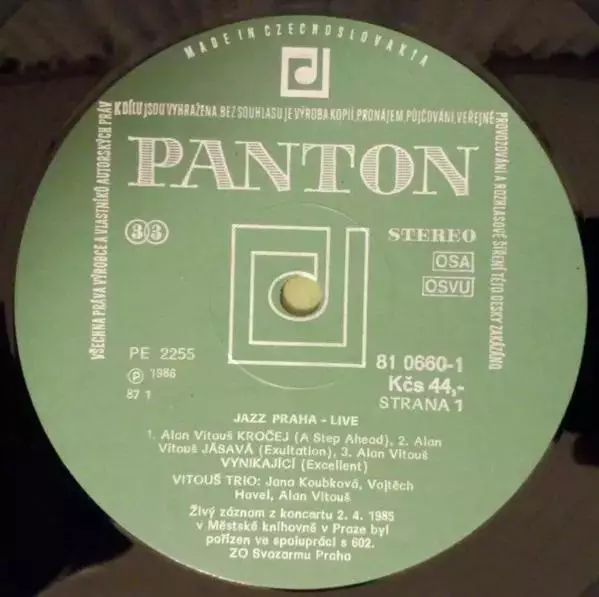 MADE IN CZECHOSLOVAKIA
VŠECHNA PRÁVA VÝROBCE A VLASTNÍKŮ AUTORSKÝCH PRÁV
K DÍLU JSOU VYHRAŽENA. BEZ SOUHLASU JE VÝROBA KOPIÍ, PRONÁJEM, PŮJČOVÁNÍ, VEŘEJNÉ
PROVOZOVÁNÍ A ROZHLASOVÉ ŠÍŘENÍ TÉTO DESKY ZAKÁZÁNO
PANTON
33
STEREO
OSA
OSVU
PE 2255
Ⓟ 1986
87 1
81 0660-1
Kčs 44,-
STRANA 1
JAZZ PRAHA - LIVE
1. Alan Vitouš KROČEJ (A Step Ahead), 2. Alan
Vitouš JÁSAVÁ (Exultation), 3. Alan Vitouš
VYNIKAJÍCÍ (Excellent)
VITOUŠ TRIO: Jana Koubková, Vojtěch
Havel, Alan Vitouš
Živý záznam z koncertu 2. 4. 1985
v Městské knihovně v Praze byl
pořízen ve spolupráci s 602.
ZO Svazarmu Praha